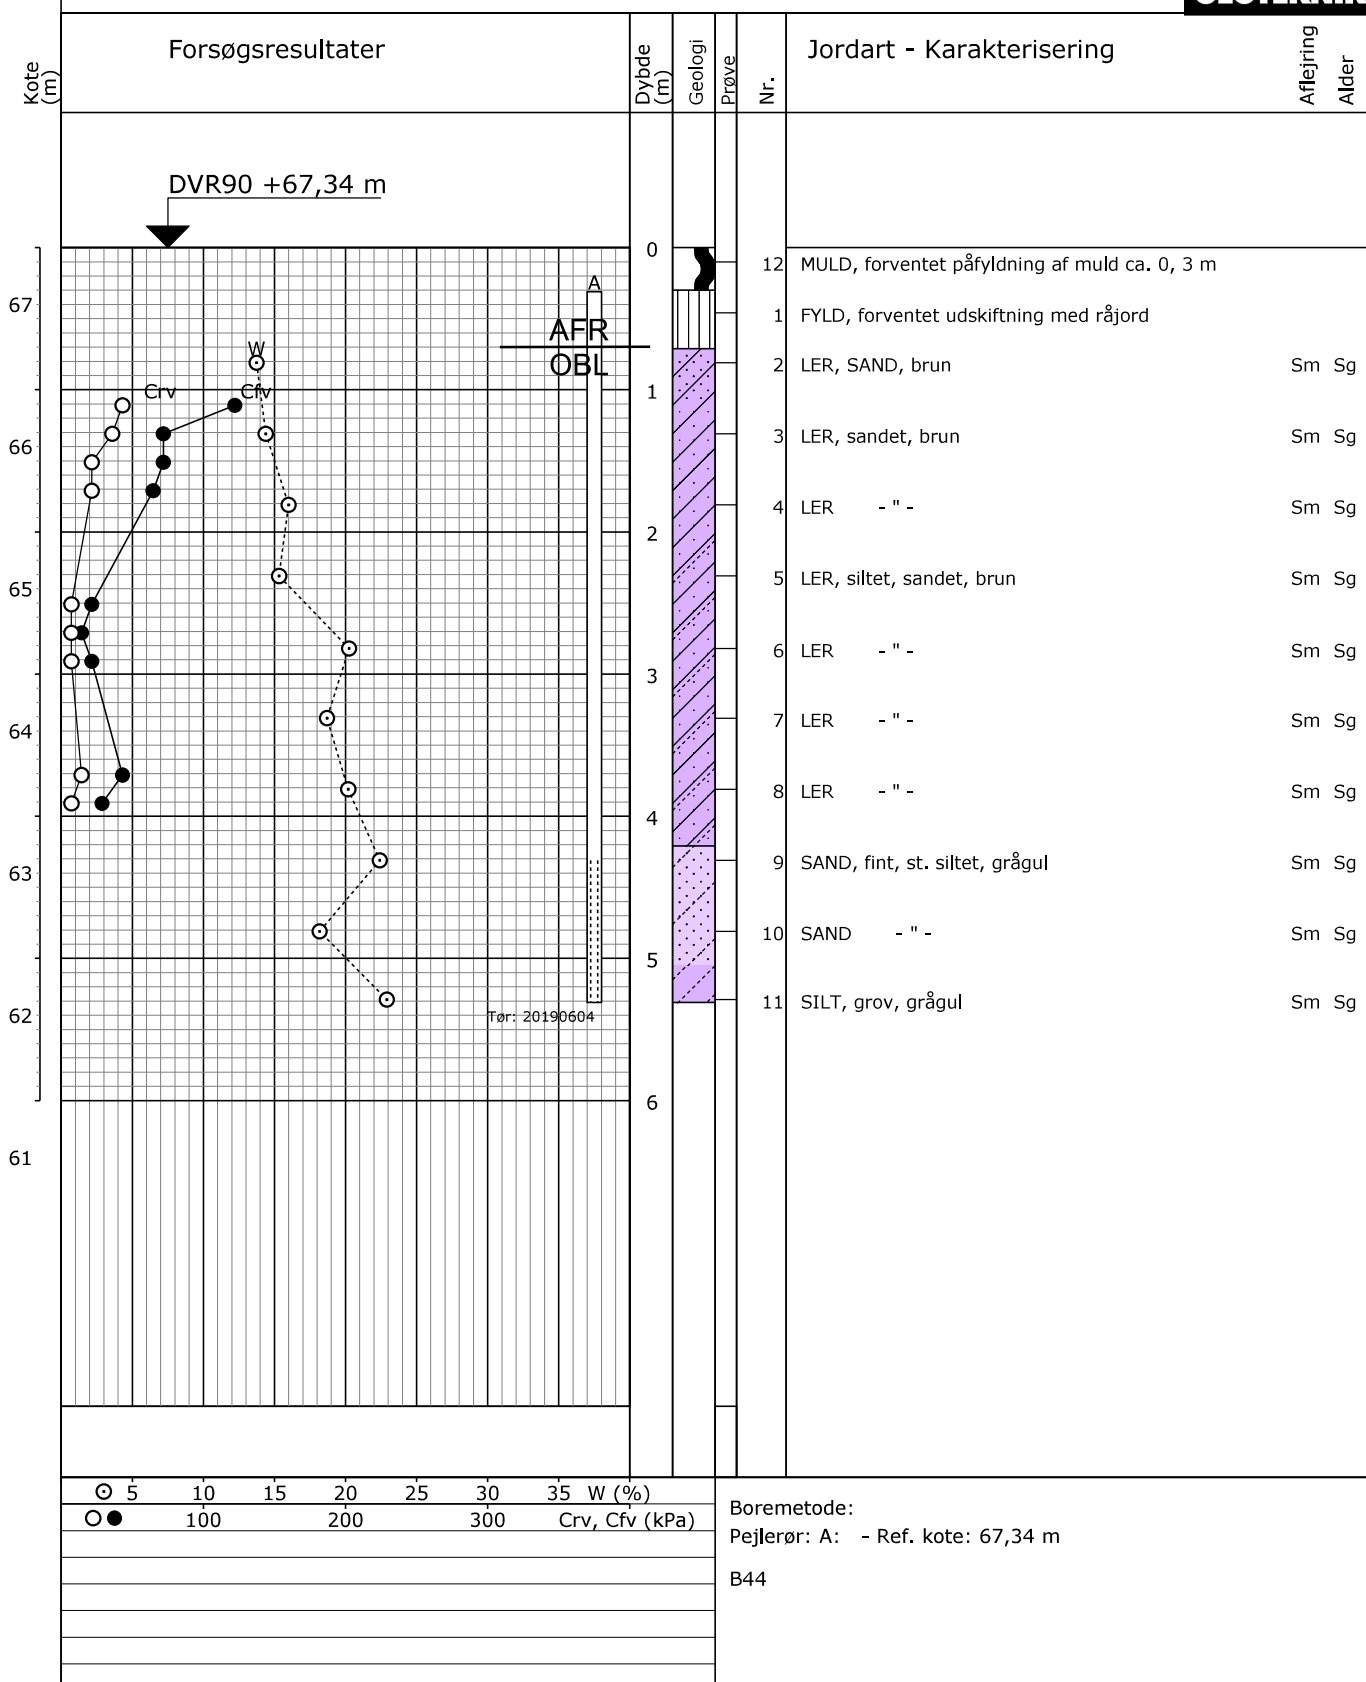 Kote (m)
Forsøgsresultater
Dybde (m)
Geologi
Prøve
Nr.
Jordart - Karakterisering
Aflejring
Alder
DVR90 +67,34 m
0
12 MULD, forventet påfyldning af muld ca. 0, 3 m
A
67
1 FYLD, forventet udskiftning med råjord
AFR
W
OBL
2 LER, SAND, brun Sm Sg
Crv Cfv
1
66
3 LER, sandet, brun Sm Sg
4 LER - " - Sm Sg
2
65
5 LER, siltet, sandet, brun Sm Sg
6 LER - " - Sm Sg
3
64
7 LER - " - Sm Sg
8 LER - " - Sm Sg
4
63
9 SAND, fint, st. siltet, grågul Sm Sg
10 SAND - " - Sm Sg
5
62
11 SILT, grov, grågul Sm Sg
Tør: 20190604
6
61
5 10 15 20 25 30 35 W (%)
100 200 300 Crv, Cfv (kPa)
Boremetode:
Pejlerør: A: - Ref. kote: 67,34 m
B44